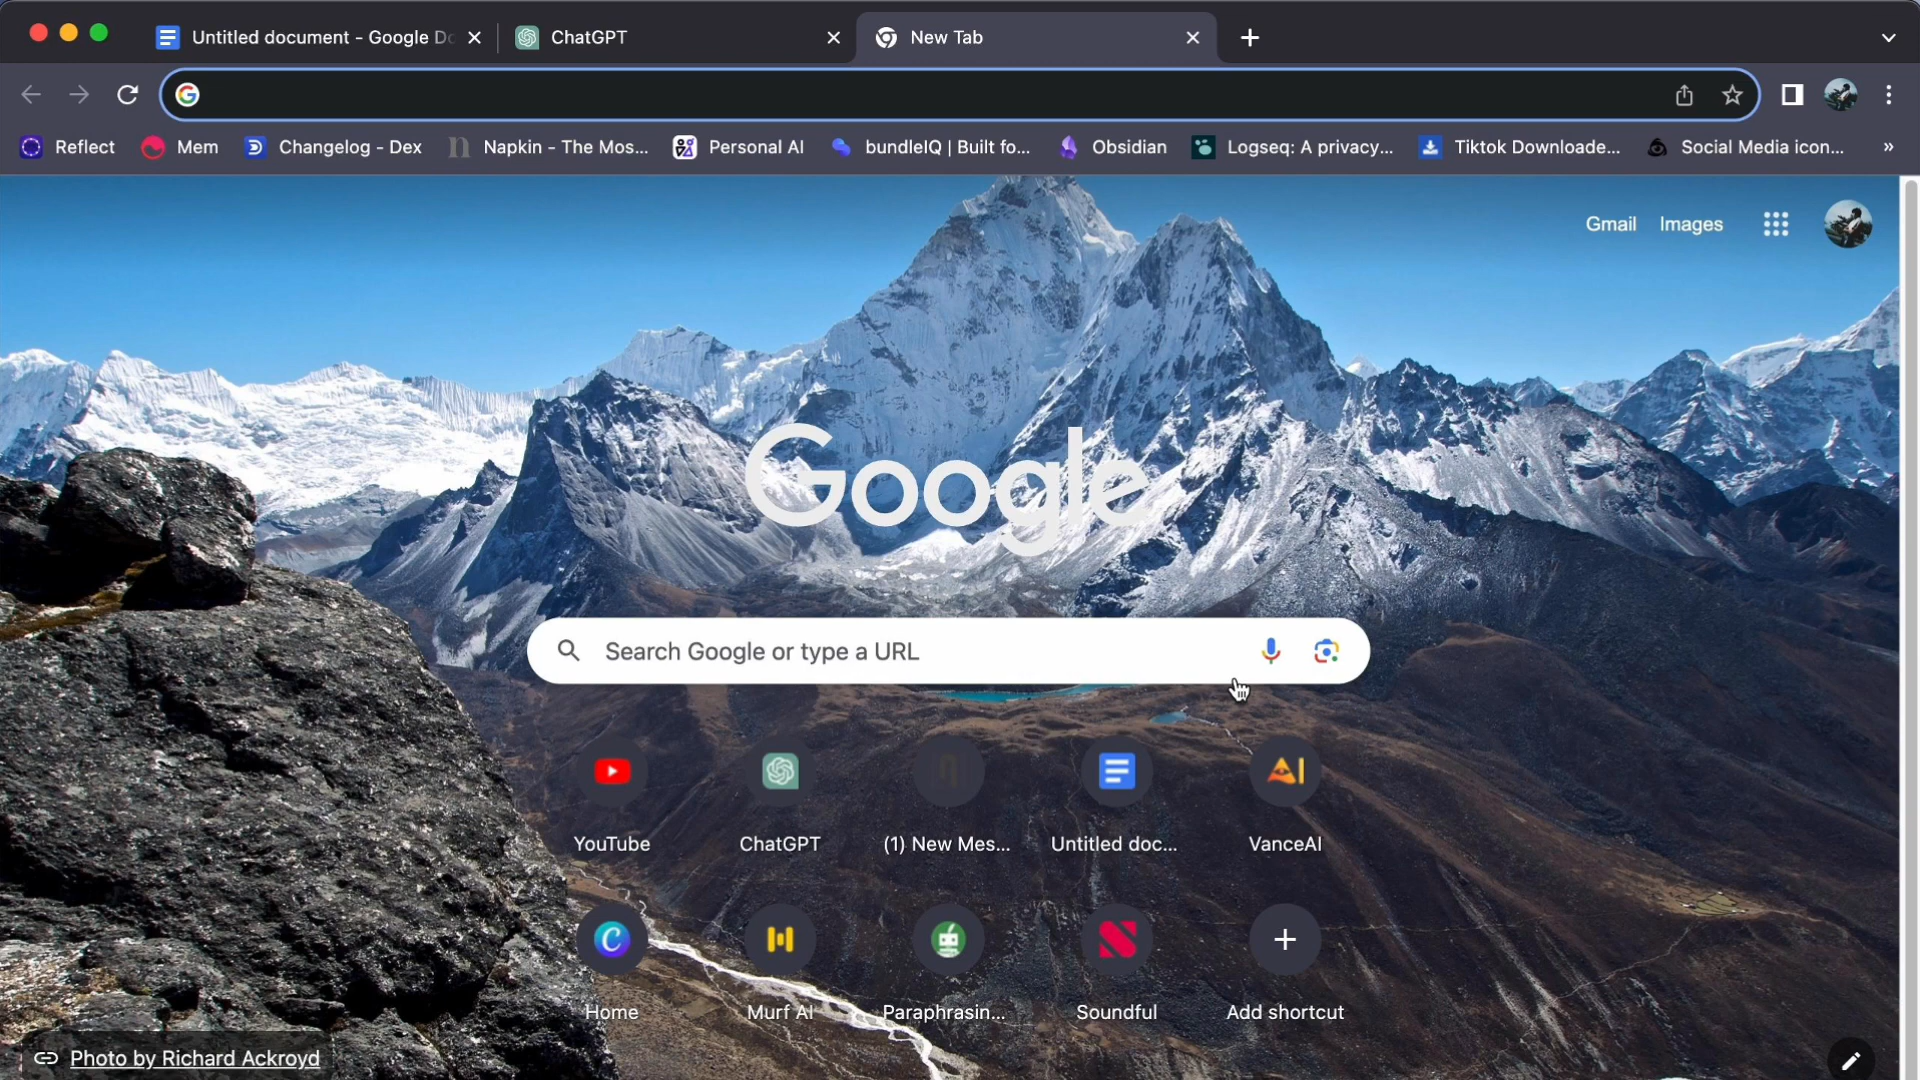 Untitled document - Google Do
ChatGPT
New Tab
Reflect
Mem
Changelog - Dex
Napkin - The Mos...
Personal AI
bundleIQ | Built fo...
Obsidian
Logseq: A privacy...
Tiktok Downloade...
Social Media icon...
Gmail
Images
Google
Search Google or type a URL
YouTube
ChatGPT
(1) New Mes...
Untitled doc...
VanceAI
Home
Murf AI
Paraphrasin...
Soundful
Add shortcut
Photo by Richard Ackroyd